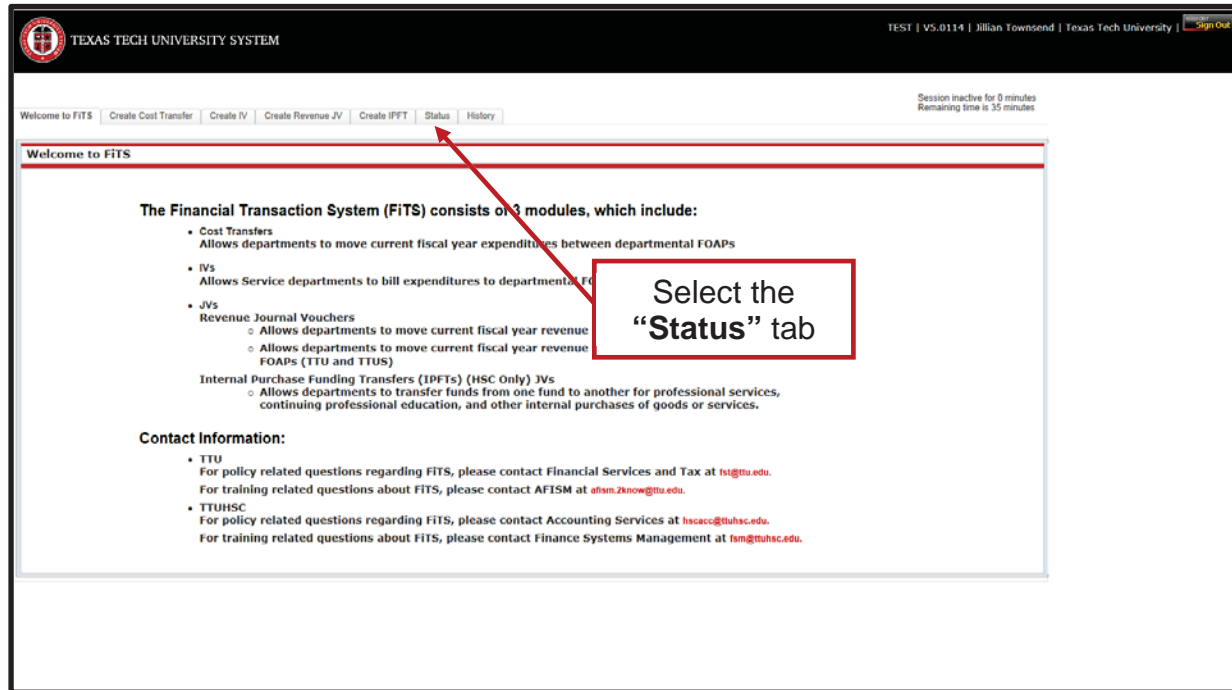 TEXAS TECH UNIVERSITY SYSTEM
TEST | V5.0114 | Jillian Townsend | Texas Tech University | Sign Out
Session inactive for 0 minutes
Remaining time is 35 minutes
Welcome to FiTS | Create Cost Transfer | Create IV | Create Revenue JV | Create IPFT | Status | History
Welcome to FiTS
The Financial Transaction System (FiTS) consists of 3 modules, which include:
• Cost Transfers
Allows departments to move current fiscal year expenditures between departmental FOAPs
• IVs
Allows Service departments to bill expenditures to departmental FO
• JVs
Revenue Journal Vouchers
○ Allows departments to move current fiscal year revenue
○ Allows departments to move current fiscal year revenue
FOAPs (TTU and TTUS)
Internal Purchase Funding Transfers (IPFTs) (HSC Only) JVs
○ Allows departments to transfer funds from one fund to another for professional services,
continuing professional education, and other internal purchases of goods or services.
Select the
“Status” tab
Contact Information:
• TTU
For policy related questions regarding FiTS, please contact Financial Services and Tax at fst@ttu.edu.
For training related questions about FiTS, please contact AFISM at afism.2know@ttu.edu.
• TTUHSC
For policy related questions regarding FiTS, please contact Accounting Services at hscacc@ttuhsc.edu.
For training related questions about FiTS, please contact Finance Systems Management at fsm@ttuhsc.edu.